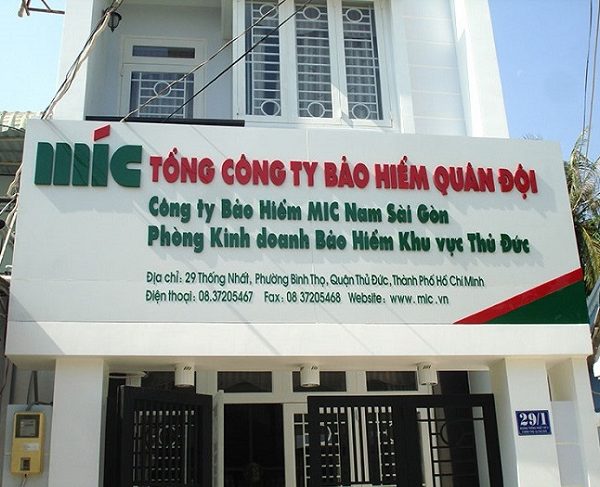 mic TỔNG CÔNG TY BẢO HIỂM QUÂN ĐỘI
Công ty Bảo Hiểm MIC Nam Sài Gòn
Phòng Kinh doanh Bảo Hiểm Khu vực Thủ Đức
Địa chỉ: 29 Thống Nhất, Phường Bình Thọ, Quận Thủ Đức, Thành Phố Hồ Chí Minh
Điện thoại: 08.37205467 Fax: 08 37205468 Website: www.mic.vn
29/1